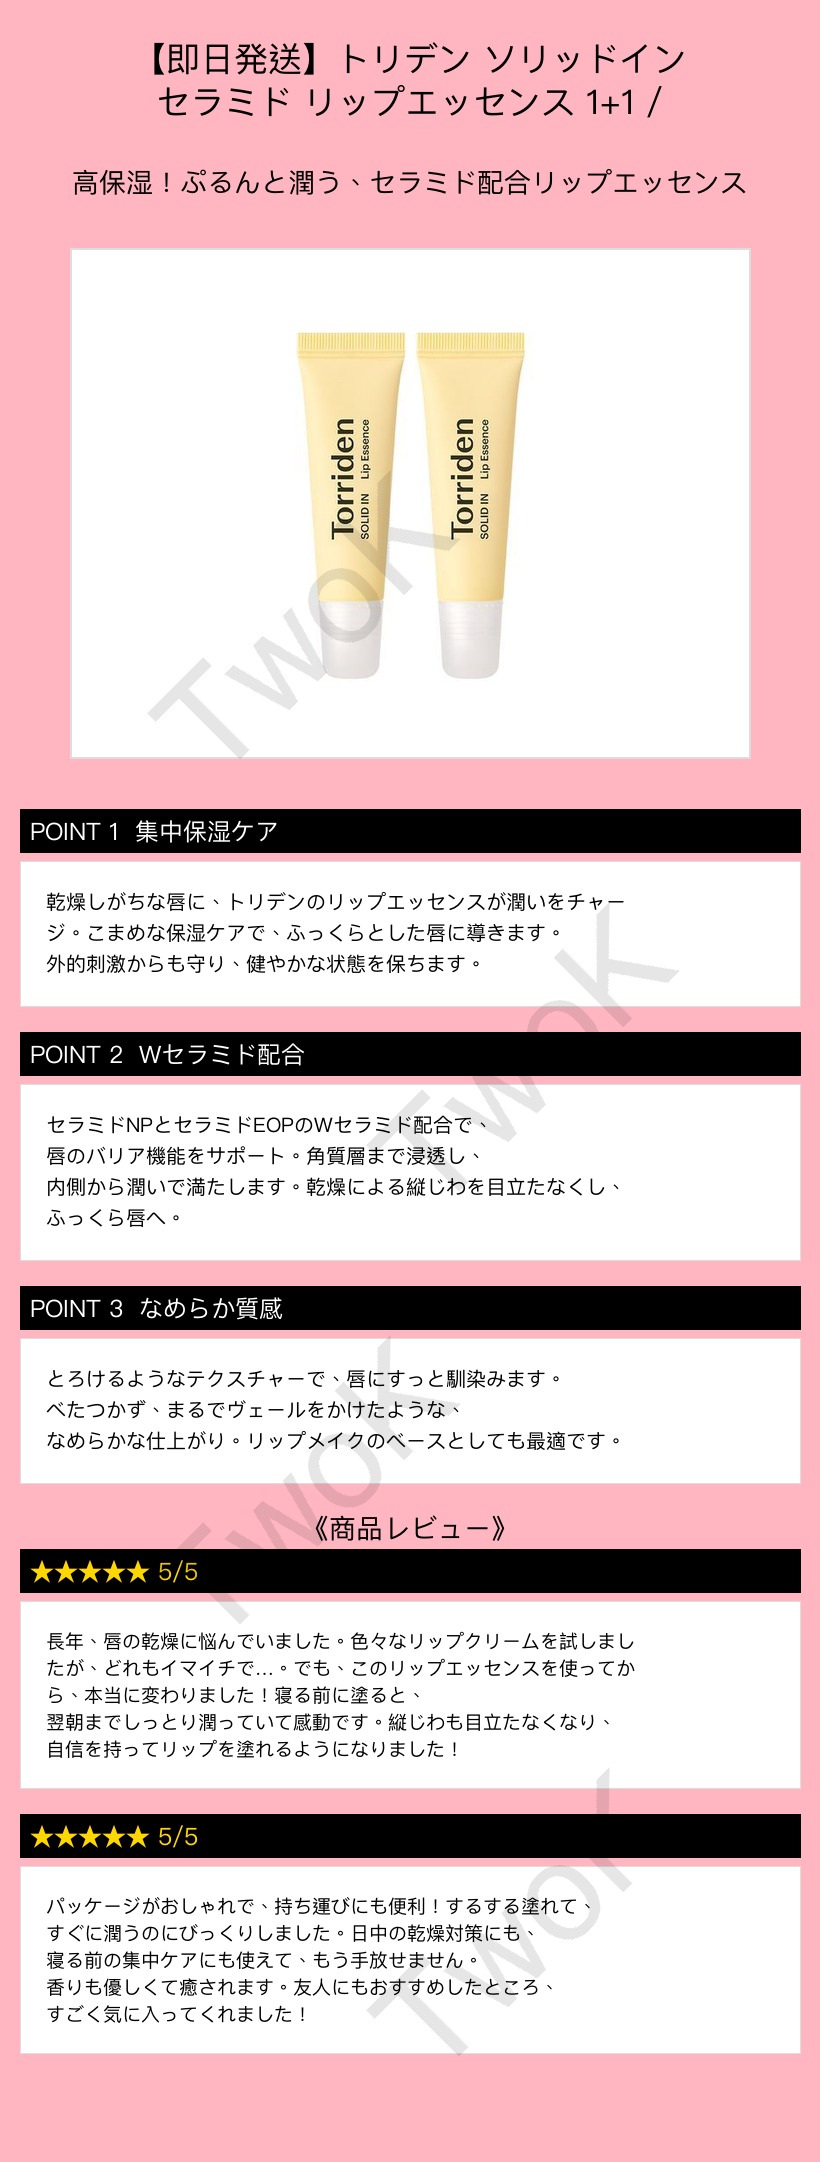 【即日発送】トリデン ソリッドイン
セラミド リップエッセンス 1+1 /
高保湿！ぷるんと潤う、セラミド配合リップエッセンス
Torriden
SOLID IN Lip Essence
Torriden
SOLID IN Lip Essence
TwoK
POINT 1 集中保湿ケア
乾燥しがちな唇に、トリデンのリップエッセンスが潤いをチャー
ジ。こまめな保湿ケアで、ふっくらとした唇に導きます。
外的刺激からも守り、健やかな状態を保ちます。
TwoK
POINT 2 Wセラミド配合
セラミドNPとセラミドEOPのWセラミド配合で、
唇のバリア機能をサポート。角質層まで浸透し、
内側から潤いで満たします。乾燥による縦じわを目立たなくし、
ふっくら唇へ。
POINT 3 なめらか質感
とろけるようなテクスチャーで、唇にすっと馴染みます。
べたつかず、まるでヴェールをかけたような、
なめらかな仕上がり。リップメイクのベースとしても最適です。
TwoK
《商品レビュー》
★★★★★ 5/5
長年、唇の乾燥に悩んでいました。色々なリップクリームを試しまし
たが、どれもイマイチで…。でも、このリップエッセンスを使ってか
ら、本当に変わりました！寝る前に塗ると、
翌朝までしっとり潤っていて感動です。縦じわも目立たなくなり、
自信を持ってリップを塗れるようになりました！
★★★★★ 5/5
パッケージがおしゃれで、持ち運びにも便利！するする塗れて、
すぐに潤うのにびっくりしました。日中の乾燥対策にも、
寝る前の集中ケアにも使えて、もう手放せません。
香りも優しくて癒されます。友人にもおすすめしたところ、
すごく気に入ってくれました！
TwoK